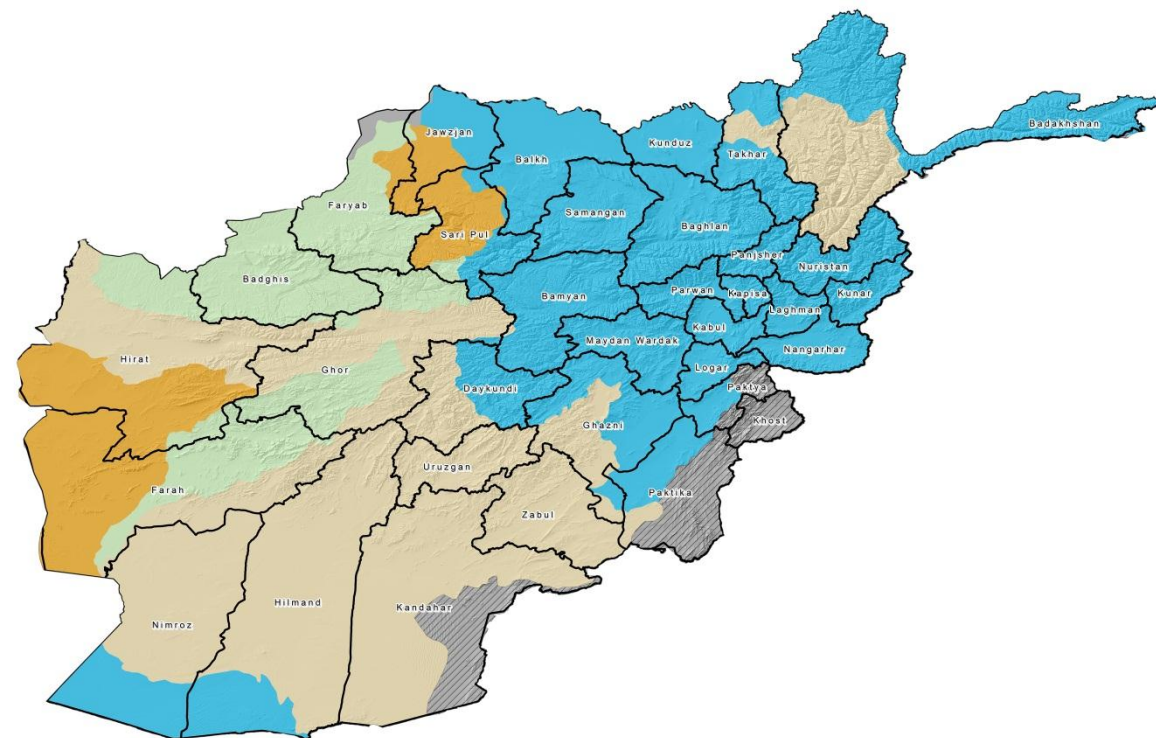 Badakhshan
Jawzjan
Balkh
Kunduz
Takhar
Faryab
Samangan
Sari Pul
Baghlan
Panjsher
Nuristan
Badghis
Bamyan
Parwan
Kapisa
Kunar
Laghman
Kabul
Maydan Wardak
Nangarhar
Hirat
Ghor
Logar
Daykundi
Paktya
Khost
Ghazni
Uruzgan
Farah
Paktika
Zabul
Hilmand
Kandahar
Nimroz